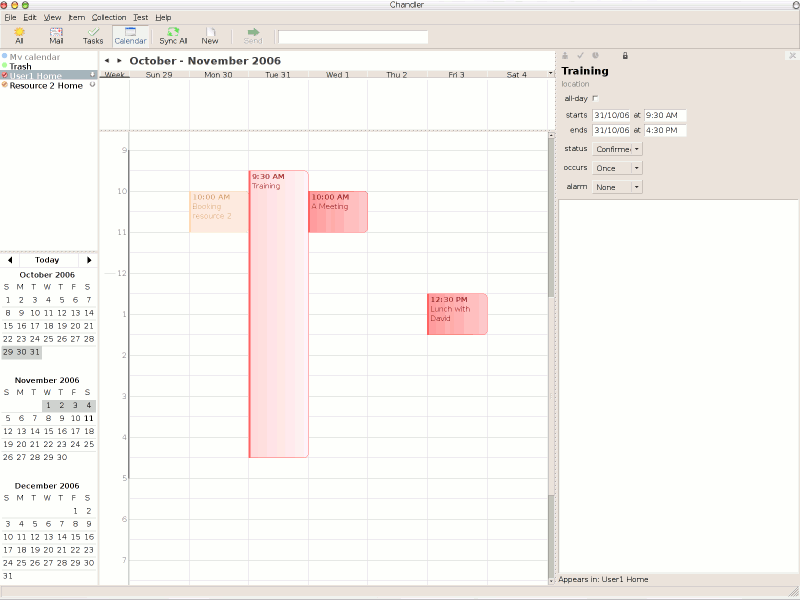 Chandler
File Edit View Item Collection Test Help
All Mail Tasks Calendar Sync All New Send
My calendar
Trash
User1 Home
Resource 2 Home
October - November 2006
Week Sun 29 Mon 30 Tue 31 Wed 1 Thu 2 Fri 3 Sat 4
9
10
11
12
1
2
3
4
5
6
7
9:30 AM
Training
10:00 AM
Booking
resource 2
10:00 AM
A Meeting
12:30 PM
Lunch with
David
Today
October 2006
S M T W T F S
1 2 3 4 5 6 7
8 9 10 11 12 13 14
15 16 17 18 19 20 21
22 23 24 25 26 27 28
29 30 31
November 2006
S M T W T F S
1 2 3 4
5 6 7 8 9 10 11
12 13 14 15 16 17 18
19 20 21 22 23 24 25
26 27 28 29 30
December 2006
S M T W T F S
1 2
3 4 5 6 7 8 9
10 11 12 13 14 15 16
17 18 19 20 21 22 23
24 25 26 27 28 29 30
31
Training
location
all-day
starts 31/10/06 at 9:30 AM
ends 31/10/06 at 4:30 PM
status Confirme
occurs Once
alarm None
Appears in: User1 Home